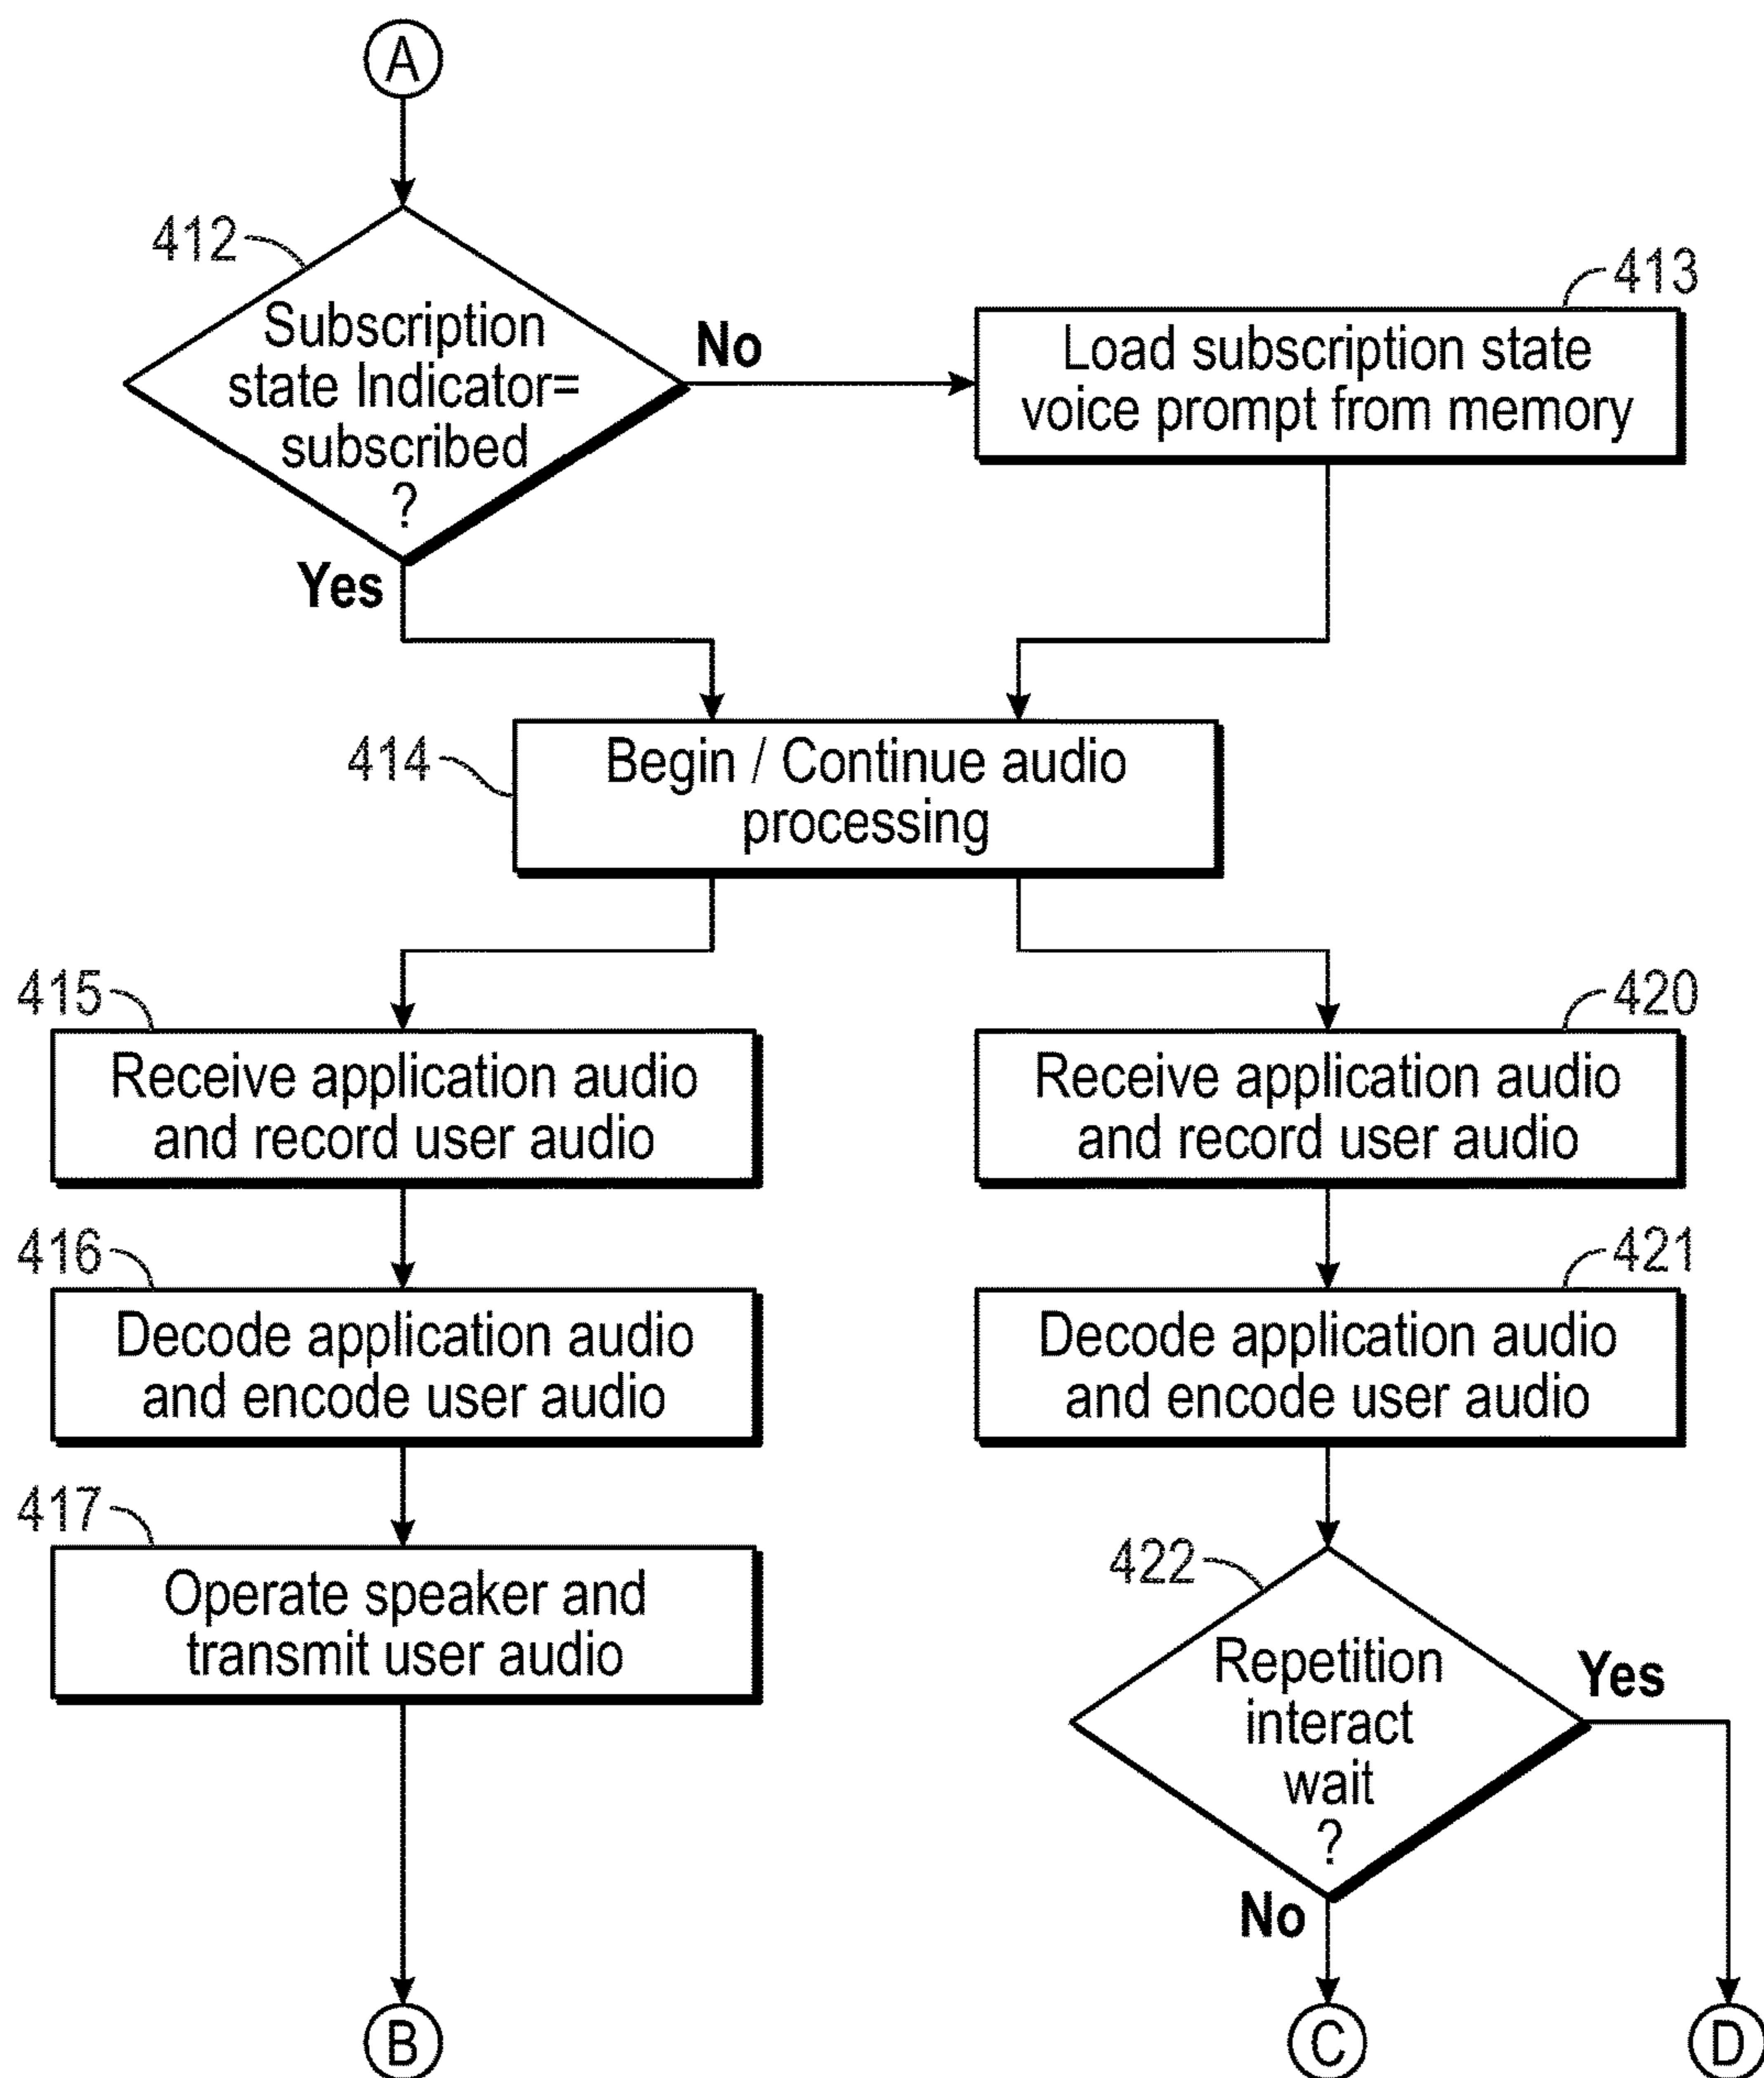 A
412
Subscription
state Indicator=
subscribed
?
No
Yes
413
Load subscription state
voice prompt from memory
414
Begin / Continue audio
processing
415
Receive application audio
and record user audio
420
Receive application audio
and record user audio
416
Decode application audio
and encode user audio
421
Decode application audio
and encode user audio
417
Operate speaker and
transmit user audio
422
Repetition
interact
wait
?
Yes
No
B
C
D